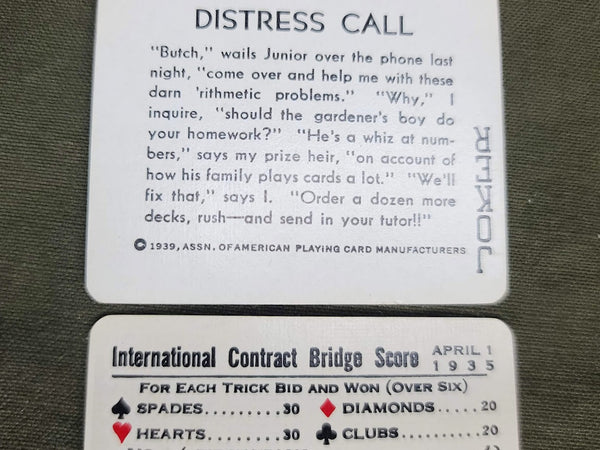 DISTRESS CALL
"Butch," wails Junior over the phone last
night, "come over and help me with these
darn 'rithmetic problems." "Why," I
inquire, "should the gardener's boy do
your homework?" "He's a whiz at num-
bers," says my prize heir, "on account of
how his family plays cards a lot." "We'll
fix that," says I. "Order a dozen more
decks, rush—and send in your tutor!!"
© 1939, ASSN. OF AMERICAN PLAYING CARD MANUFACTURERS
JOKER
International Contract Bridge Score APRIL 1
1935
FOR EACH TRICK BID AND WON (OVER SIX)
♠ SPADES.........30 ♦ DIAMONDS.....20
♥ HEARTS.........30 ♣ CLUBS..........20